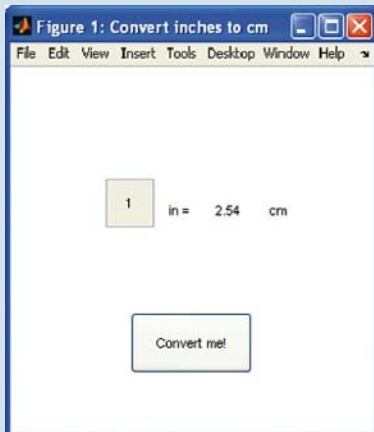 Figure 1: Convert inches to cm
File Edit View Insert Tools Desktop Window Help
1 in = 2.54 cm
Convert me!